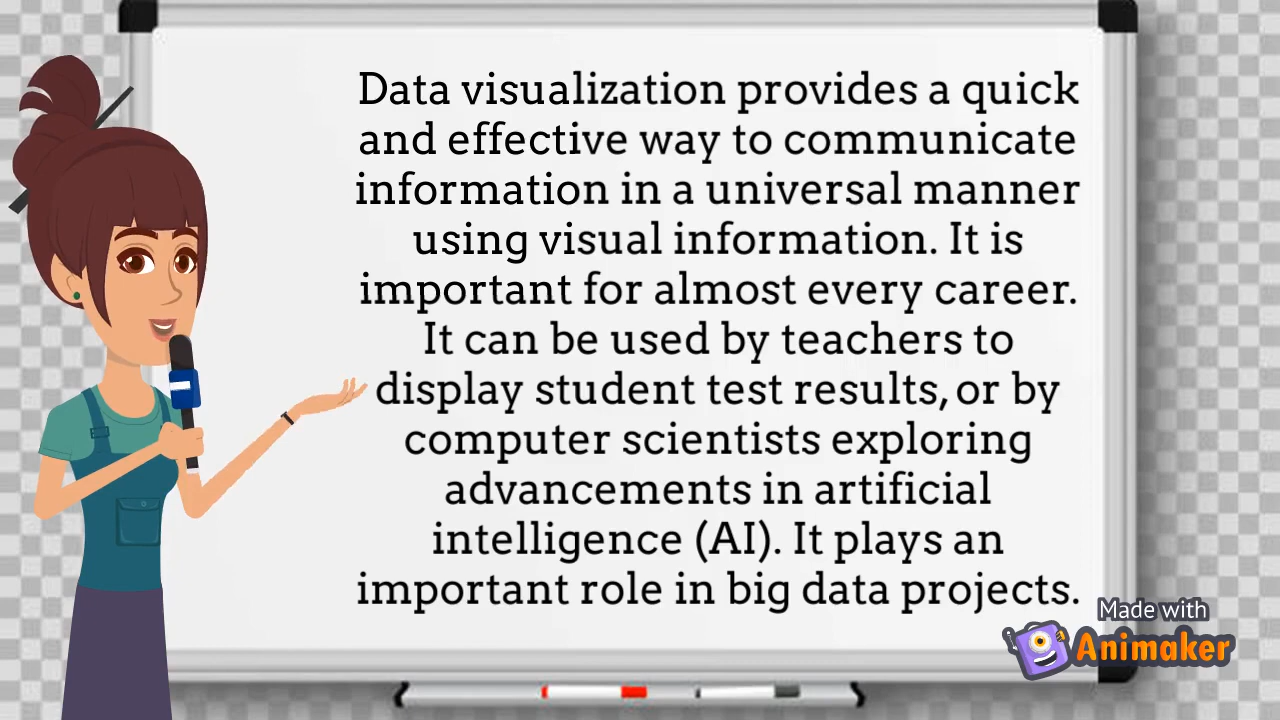 Data visualization provides a quick
and effective way to communicate
information in a universal manner
using visual information. It is
important for almost every career.
It can be used by teachers to
display student test results, or by
computer scientists exploring
advancements in artificial
intelligence (AI). It plays an
important role in big data projects.
Made with
Animaker